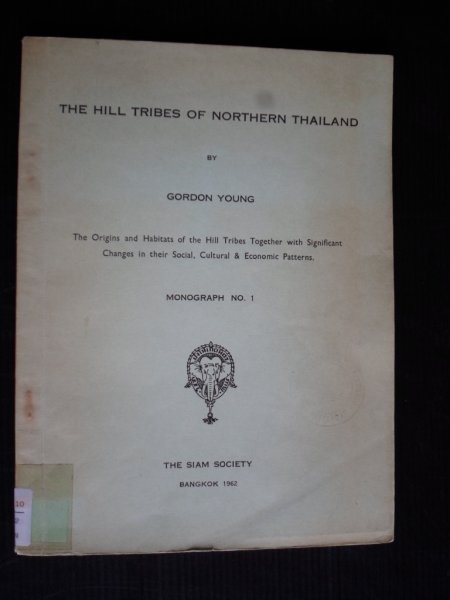 THE HILL TRIBES OF NORTHERN THAILAND
BY
GORDON YOUNG
The Origins and Habitats of the Hill Tribes Together with Significant
Changes in their Social, Cultural & Economic Patterns.
MONOGRAPH NO. 1
THE SIAM SOCIETY
BANGKOK 1962
10